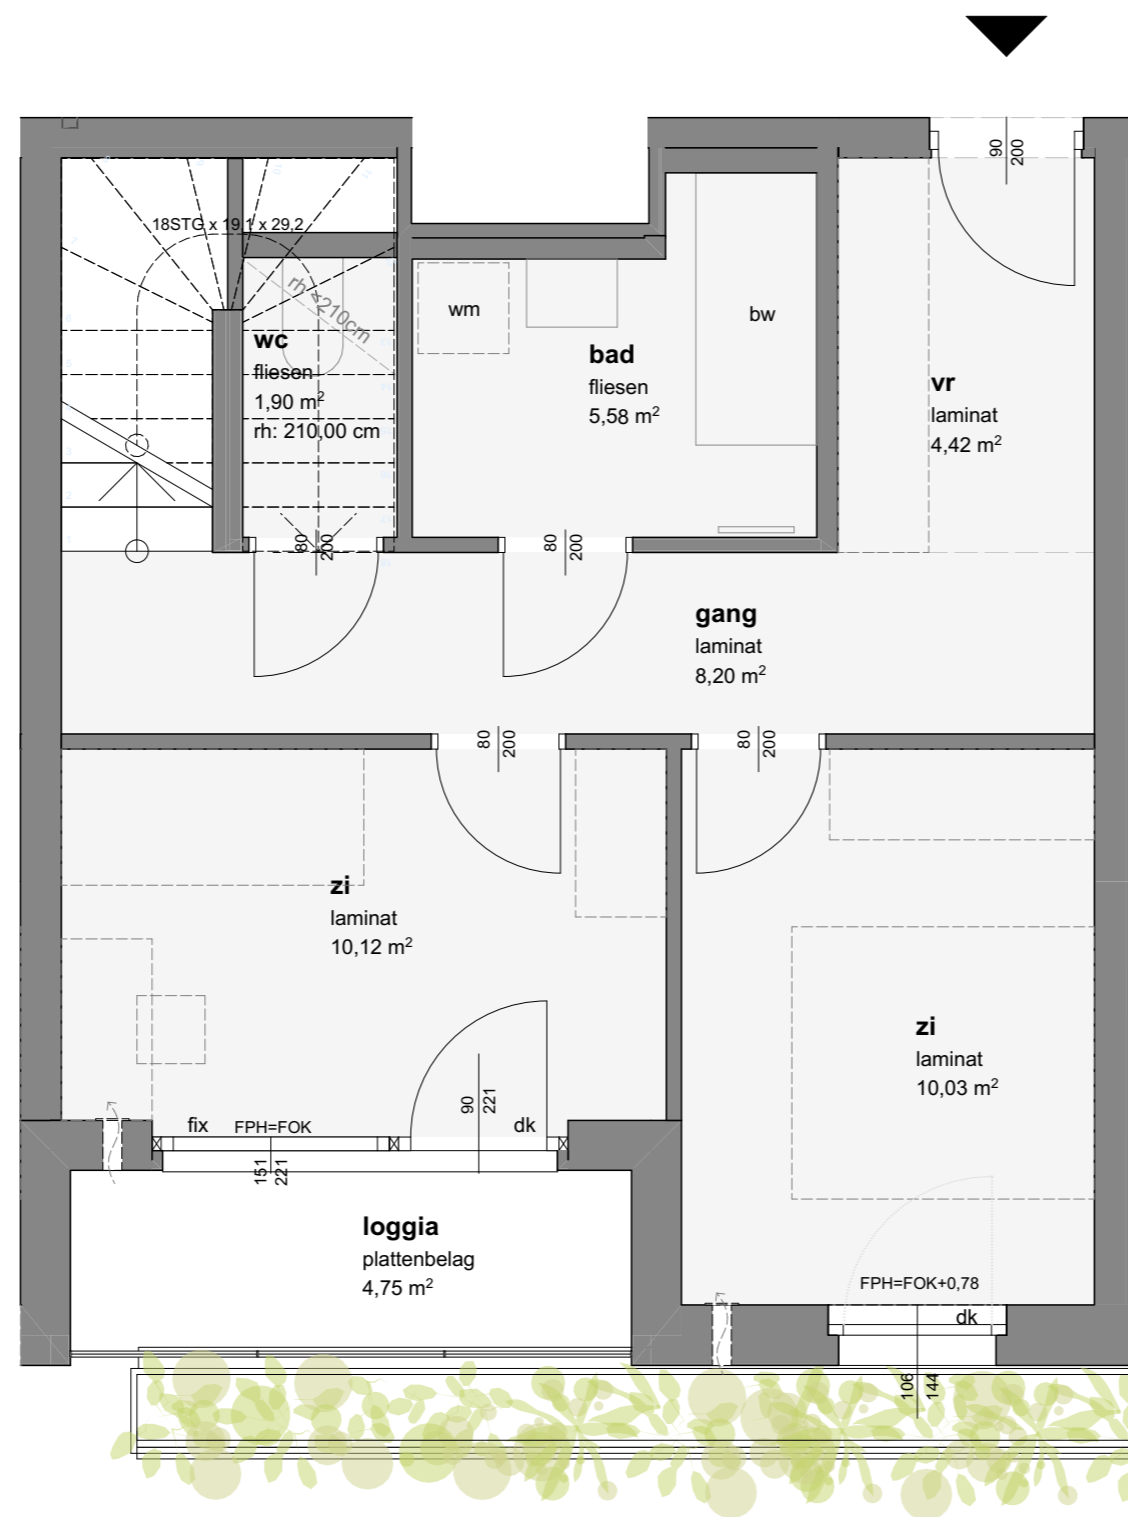 90
200
18STG x 19,1 x 29,2
rh ≤210cm
wc
fliesen
1,90 m²
rh: 210,00 cm
wm
bw
bad
fliesen
5,58 m²
vr
laminat
4,42 m²
80
200
80
200
gang
laminat
8,20 m²
80
200
80
200
zi
laminat
10,12 m²
zi
laminat
10,03 m²
90
221
fix
FPH=FOK
dk
151
221
loggia
plattenbelag
4,75 m²
FPH=FOK+0,78
dk
106
144